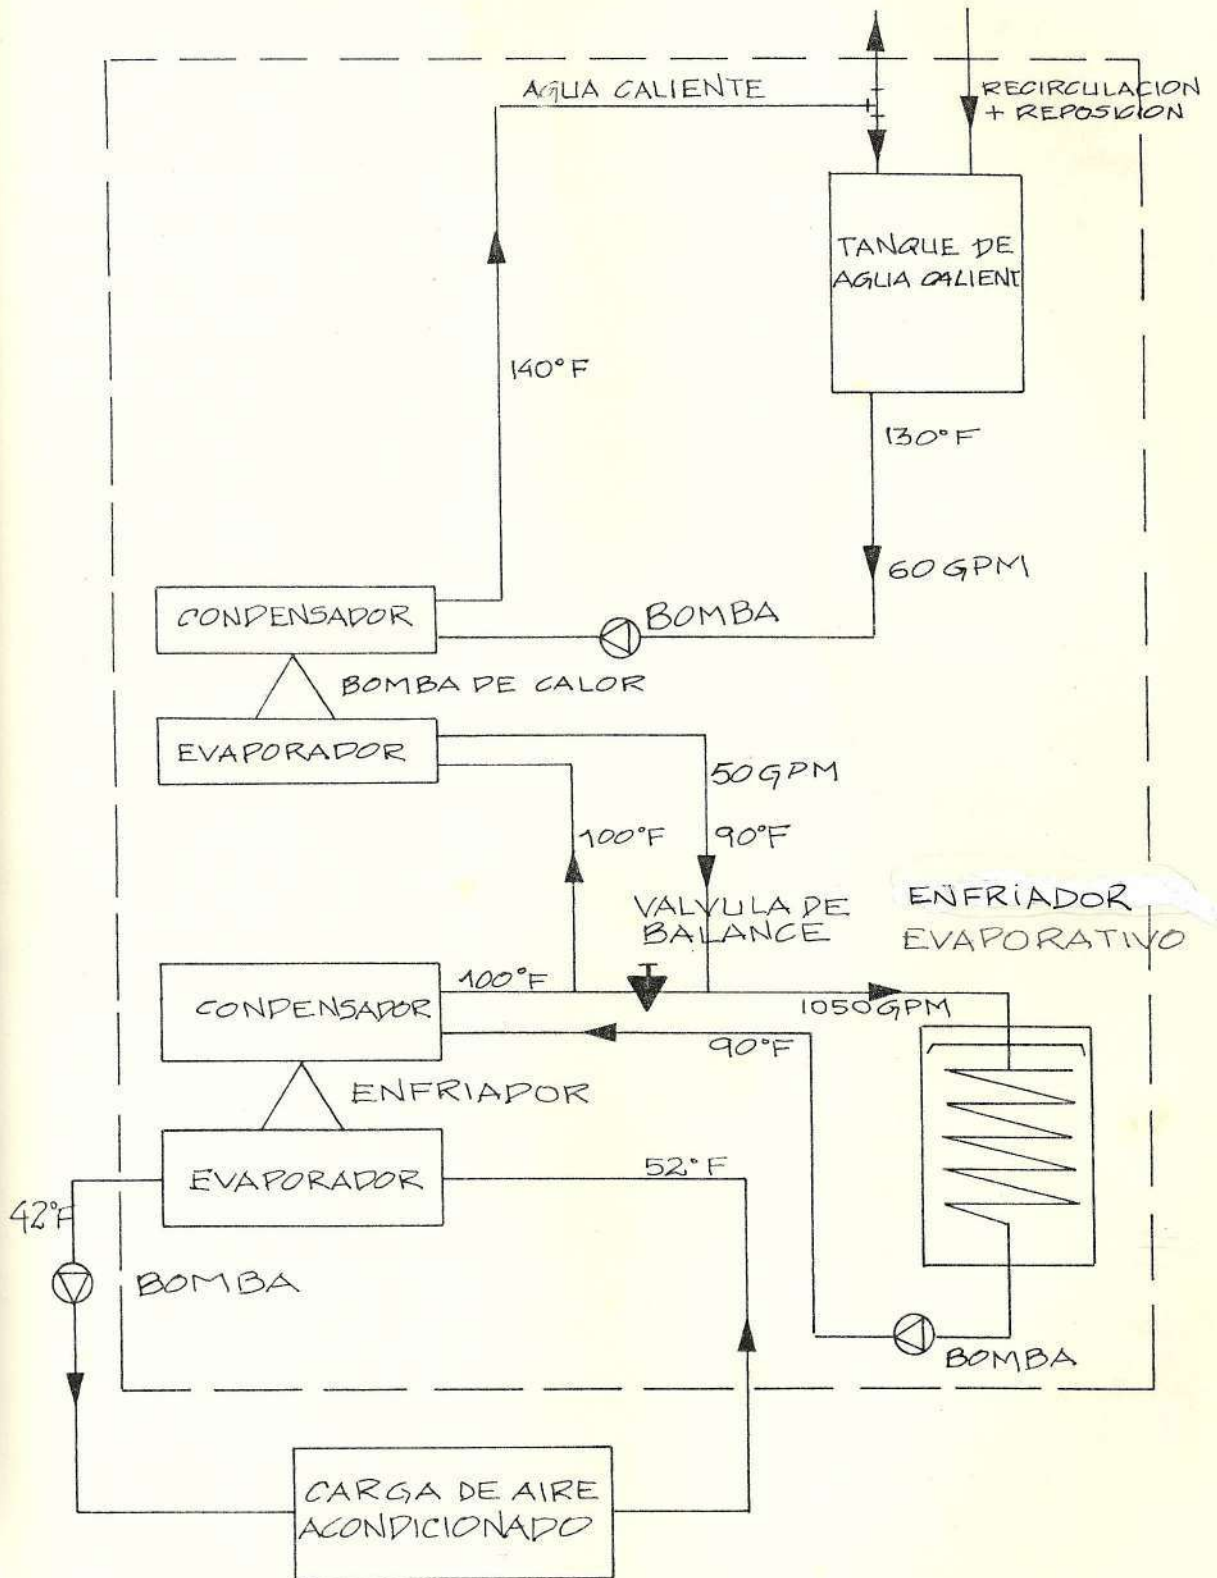 AGUA CALIENTE
RECIRCULACION
+ REPOSICION
TANQUE DE
AGUA CALIENT
140°F
130°F
60 GPM
CONDENSADOR
BOMBA
BOMBA DE CALOR
EVAPORADOR
50 GPM
100°F
90°F
VALVULA DE
BALANCE
ENFRIADOR
EVAPORATIVO
100°F
CONDENSADOR
1050 GPM
90°F
ENFRIADOR
EVAPORADOR
52°F
42°F
BOMBA
BOMBA
CARGA DE AIRE
ACONDICIONADO